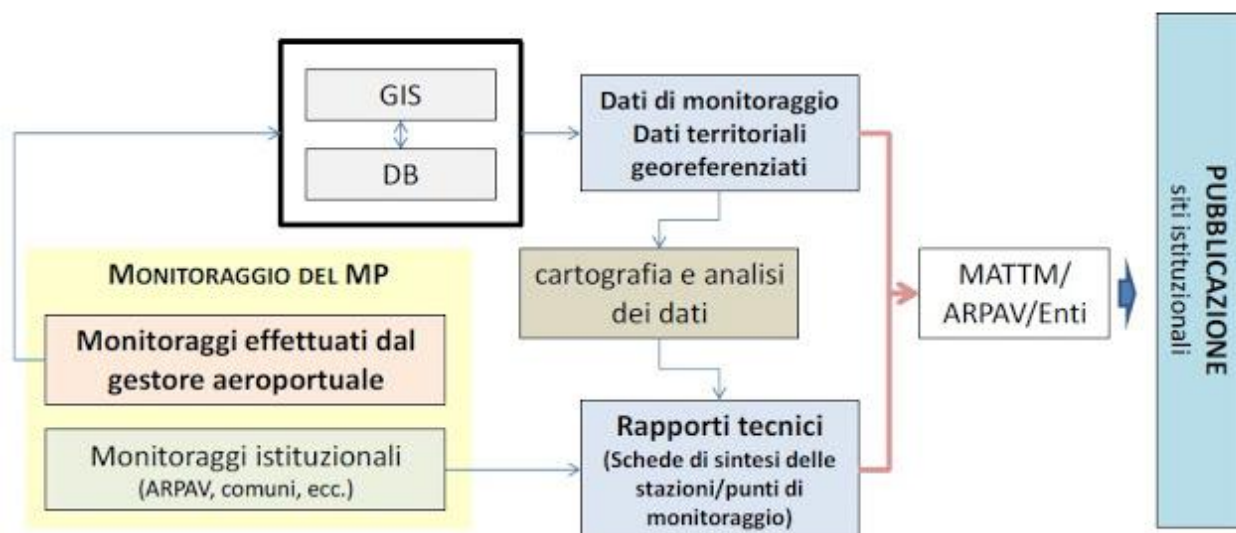 GIS
DB
Dati di monitoraggio
Dati territoriali
georeferenziati
MONITORAGGIO DEL MP
Monitoraggi effettuati dal
gestore aeroportuale
Monitoraggi istituzionali
(ARPAV, comuni, ecc.)
cartografia e analisi
dei dati
Rapporti tecnici
(Schede di sintesi delle
stazioni/punti di
monitoraggio)
MATTM/
ARPAV/Enti
PUBBLICAZIONE
siti istituzionali